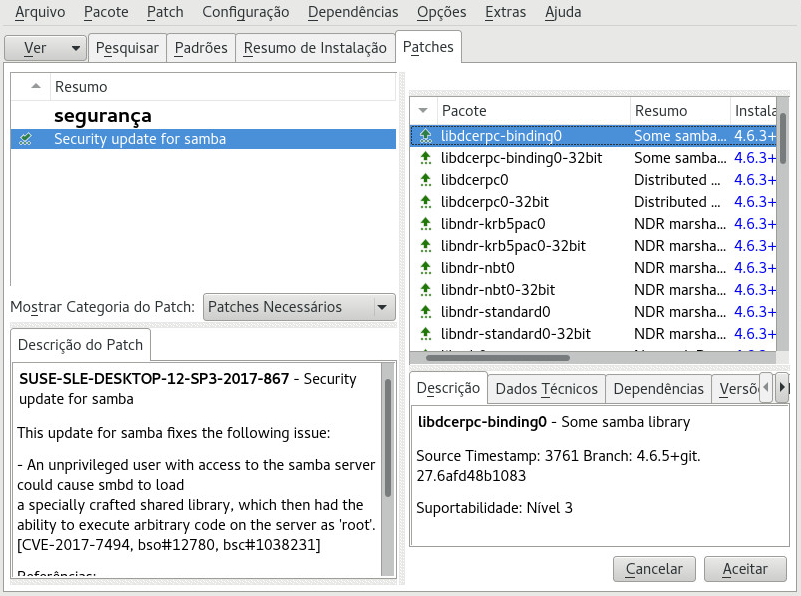 Arquivo Pacote Patch Configuração Dependências Opções Extras Ajuda
Ver Pesquisar Padrões Resumo de Instalação Patches
Resumo
segurança
Security update for samba
Mostrar Categoria do Patch: Patches Necessários
Descrição do Patch
SUSE-SLE-DESKTOP-12-SP3-2017-867 - Security
update for samba
This update for samba fixes the following issue:
- An unprivileged user with access to the samba server
could cause smbd to load
a specially crafted shared library, which then had the
ability to execute arbitrary code on the server as 'root'.
[CVE-2017-7494, bso#12780, bsc#1038231]
Referências:
Pacote Resumo Instala
libdcerpc-binding0 Some samba... 4.6.3+
libdcerpc-binding0-32bit Some samba... 4.6.3+
libdcerpc0 Distributed ... 4.6.3+
libdcerpc0-32bit Distributed ... 4.6.3+
libndr-krb5pac0 NDR marsha... 4.6.3+
libndr-krb5pac0-32bit NDR marsha... 4.6.3+
libndr-nbt0 NDR marsha... 4.6.3+
libndr-nbt0-32bit NDR marsha... 4.6.3+
libndr-standard0 NDR marsha... 4.6.3+
libndr-standard0-32bit NDR marsha... 4.6.3+
Descrição Dados Técnicos Dependências Versõ
libdcerpc-binding0 - Some samba library
Source Timestamp: 3761 Branch: 4.6.5+git.
27.6afd48b1083
Suportabilidade: Nível 3
Cancelar Aceitar